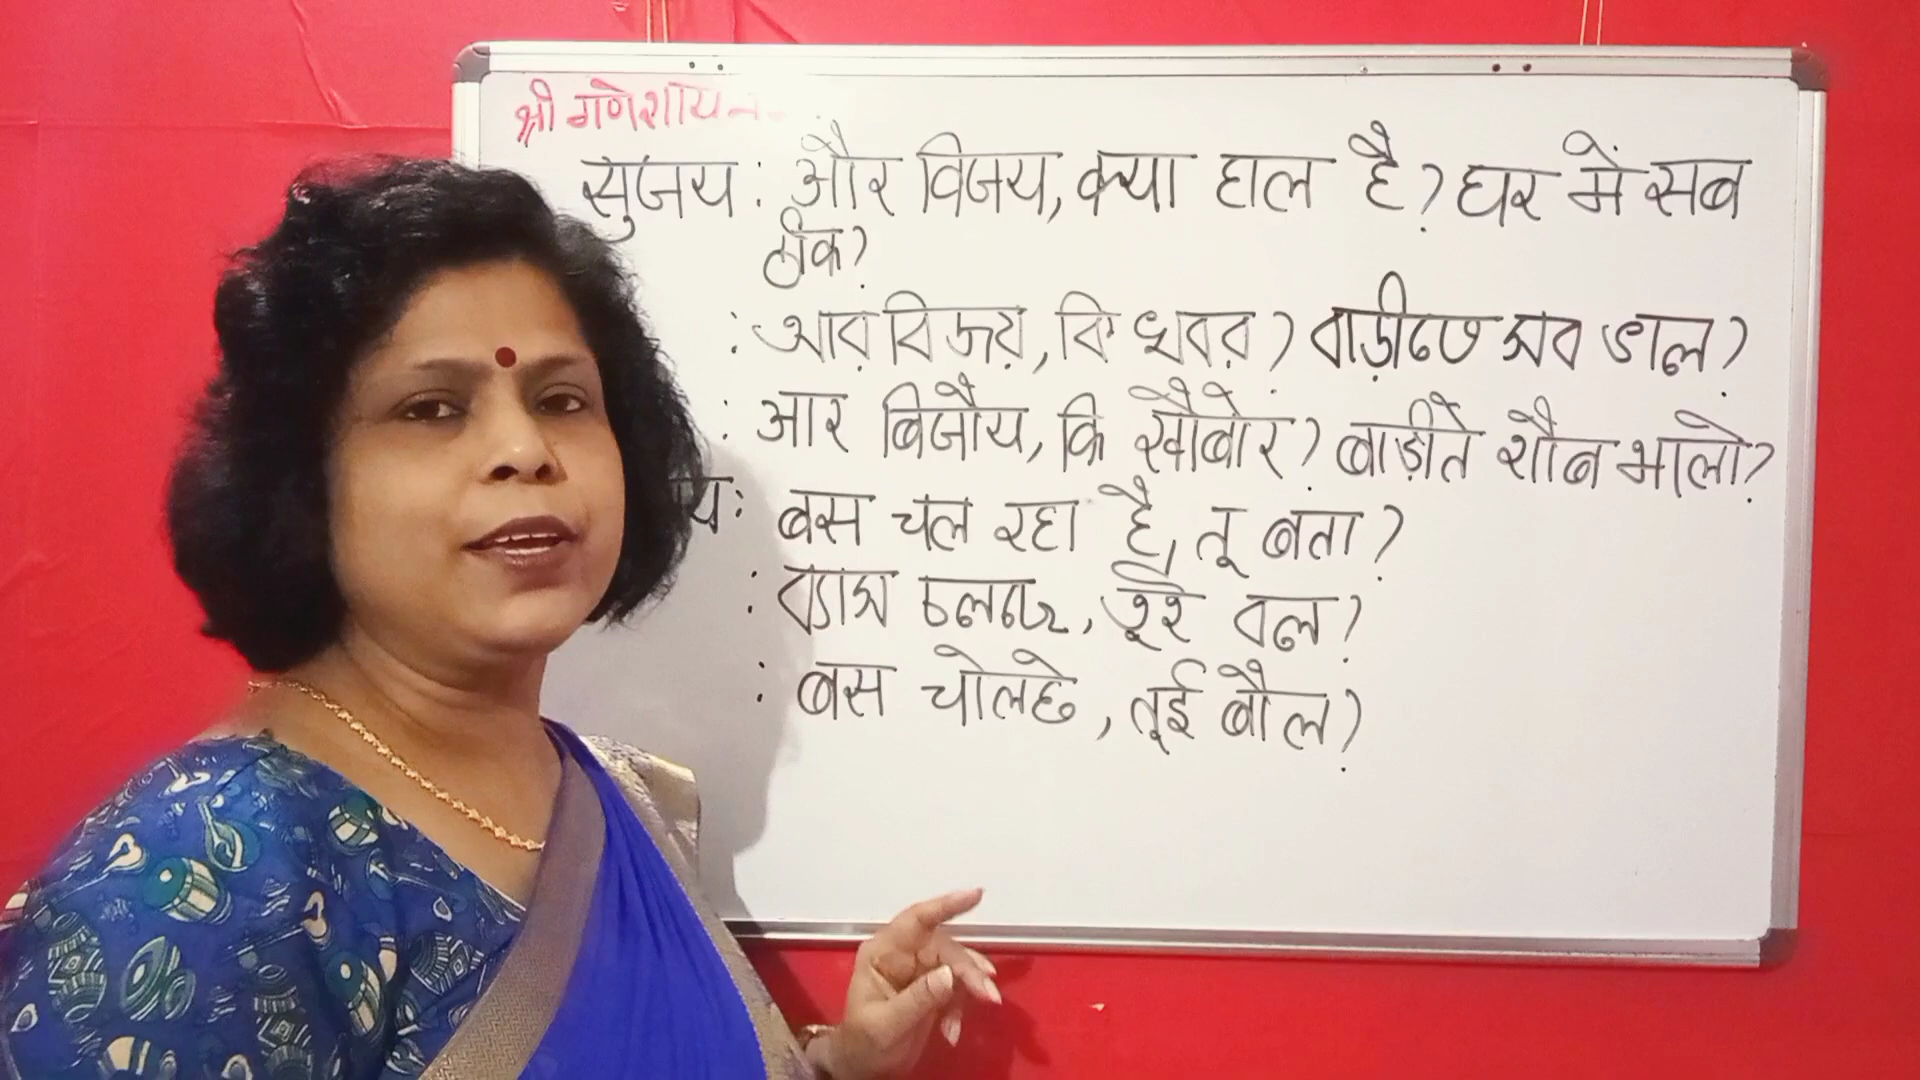 श्री गणेशाय
सुजय : और विजय, क्या हाल है? घर में सब
ठीक?
: আর বিজয়, কি খবর? বাড়ীতে সব ভাল?
: आर बिजौय, कि खौबोर? बाड़ीते शौब भालो?
य: बस चल रहा है, तू बता?
: ব্যাস চলছে, তুই বল?
: बस चोलछे, तूई बौल?